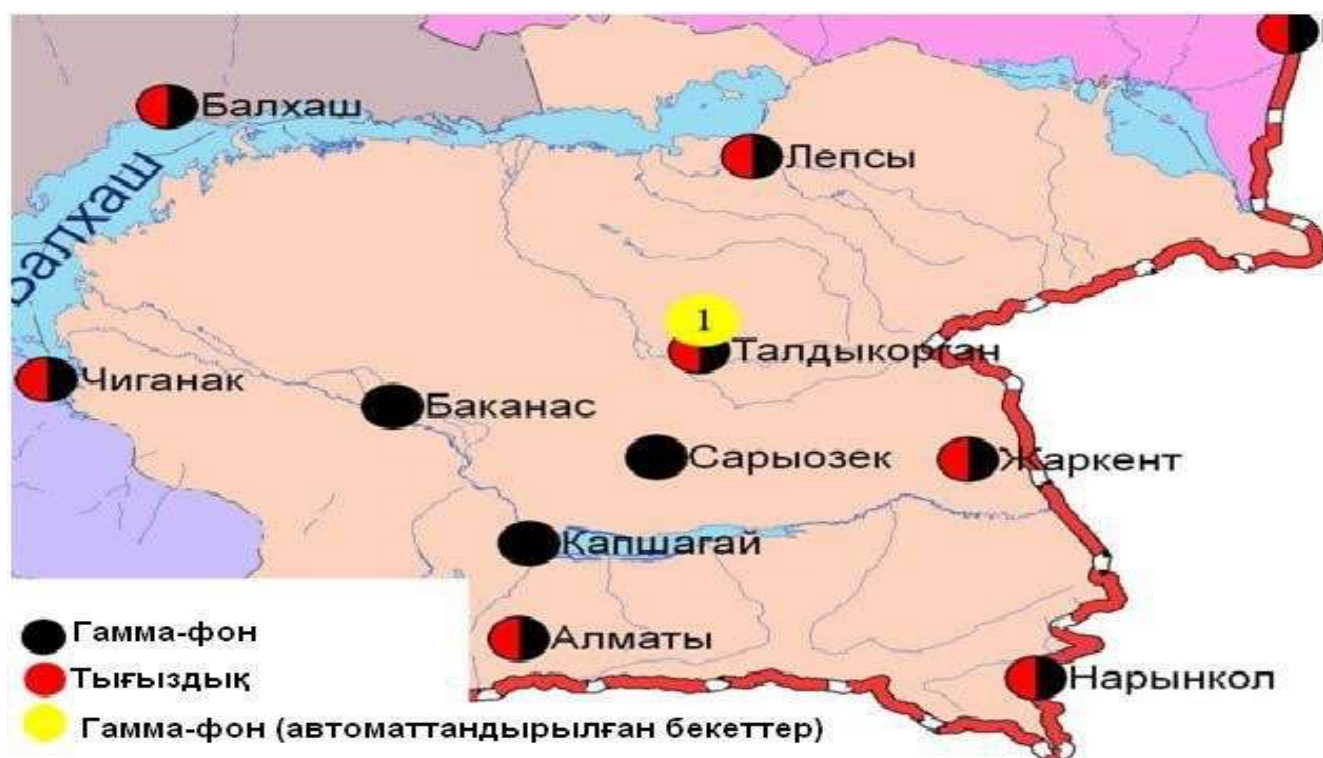 Балхаш
Лепсы
Балхаш
1
Талдыкорган
Чиганак
Баканас
Сарыозек
Жаркент
Капшагай
Гамма-фон
Алматы
Тығыздық
Нарынкол
Гамма-фон (автоматтандырылған бекеттер)